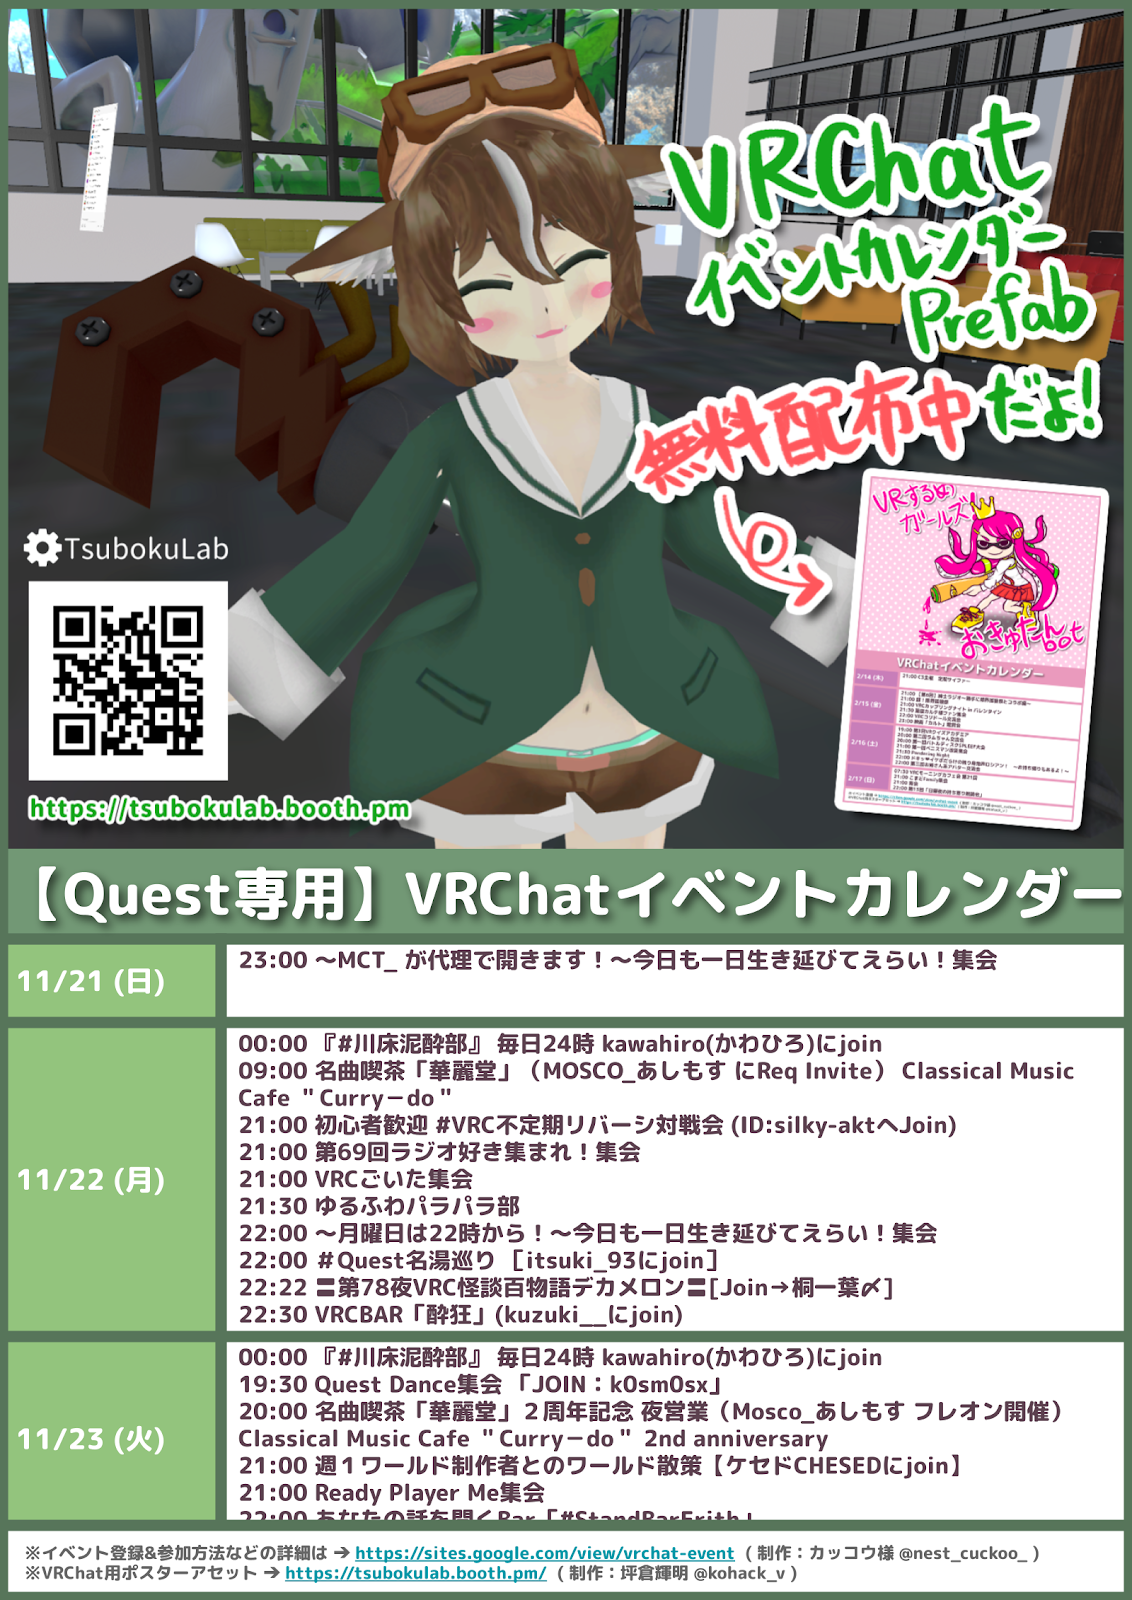 VRChat
イベントカレンダー
Prefab
無料配布中だよ!
TsubokuLab
https://tsubokulab.booth.pm
VRするめ
ガールズ
おきゅたんbot
VRChatイベントカレンダー
2/14 (木)
2/15 (金)
2/16 (土)
2/17 (日)
【Quest専用】VRChatイベントカレンダー
11/21 (日)
23:00 ～MCT_ が代理で開きます！～今日も一日生き延びてえらい！集会
11/22 (月)
00:00 『#川床泥酔部』 毎日24時 kawahiro(かわひろ)にjoin
09:00 名曲喫茶「華麗堂」（MOSCO_あしもす にReq Invite） Classical Music
Cafe ＂Curry－do＂
21:00 初心者歓迎 #VRC不定期リバーシ対戦会 (ID:silky-aktへJoin)
21:00 第69回ラジオ好き集まれ！集会
21:00 VRCごいた集会
21:30 ゆるふわパラパラ部
22:00 ～月曜日は22時から！～今日も一日生き延びてえらい！集会
22:00 ＃Quest名湯巡り ［itsuki_93にjoin］
22:22 〓第78夜VRC怪談百物語デカメロン〓[Join→桐一葉〆]
22:30 VRCBAR「酔狂」(kuzuki__にjoin)
11/23 (火)
00:00 『#川床泥酔部』 毎日24時 kawahiro(かわひろ)にjoin
19:30 Quest Dance集会 「JOIN：k0sm0sx」
20:00 名曲喫茶「華麗堂」２周年記念 夜営業（Mosco_あしもす フレオン開催）
Classical Music Cafe ＂Curry－do＂ 2nd anniversary
21:00 週１ワールド制作者とのワールド散策【ケセドCHESEDにjoin】
21:00 Ready Player Me集会
22:00 あなたの話を聞くBar「#StandBarFrith」
※イベント登録&参加方法などの詳細は ➔ https://sites.google.com/view/vrchat-event （制作：カッコウ様 @nest_cuckoo_ ）
※VRChat用ポスターアセット ➔ https://tsubokulab.booth.pm/ （制作：坪倉輝明 @kohack_v ）